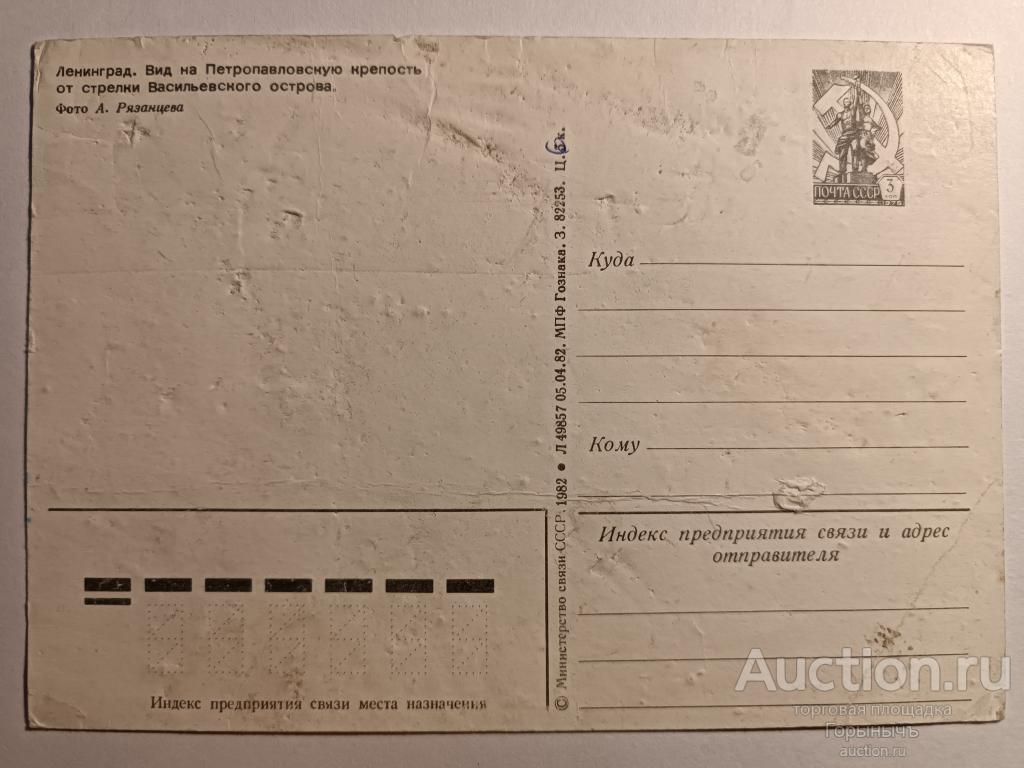 Ленинград. Вид на Петропавловскую крепость
от стрелки Васильевского острова.
Фото А. Рязанцева
ПОЧТА СССР 3
коп
1976
Куда
Кому
Индекс предприятия связи и адрес
отправителя
© Министерство связи СССР. 1982 ● Л 49857 05.04.82. МПФ Гознака. З. 82253. Ц. к.
Индекс предприятия связи места назначения
Auction.ru
торговая площадка
Горынычъ
auction.ru